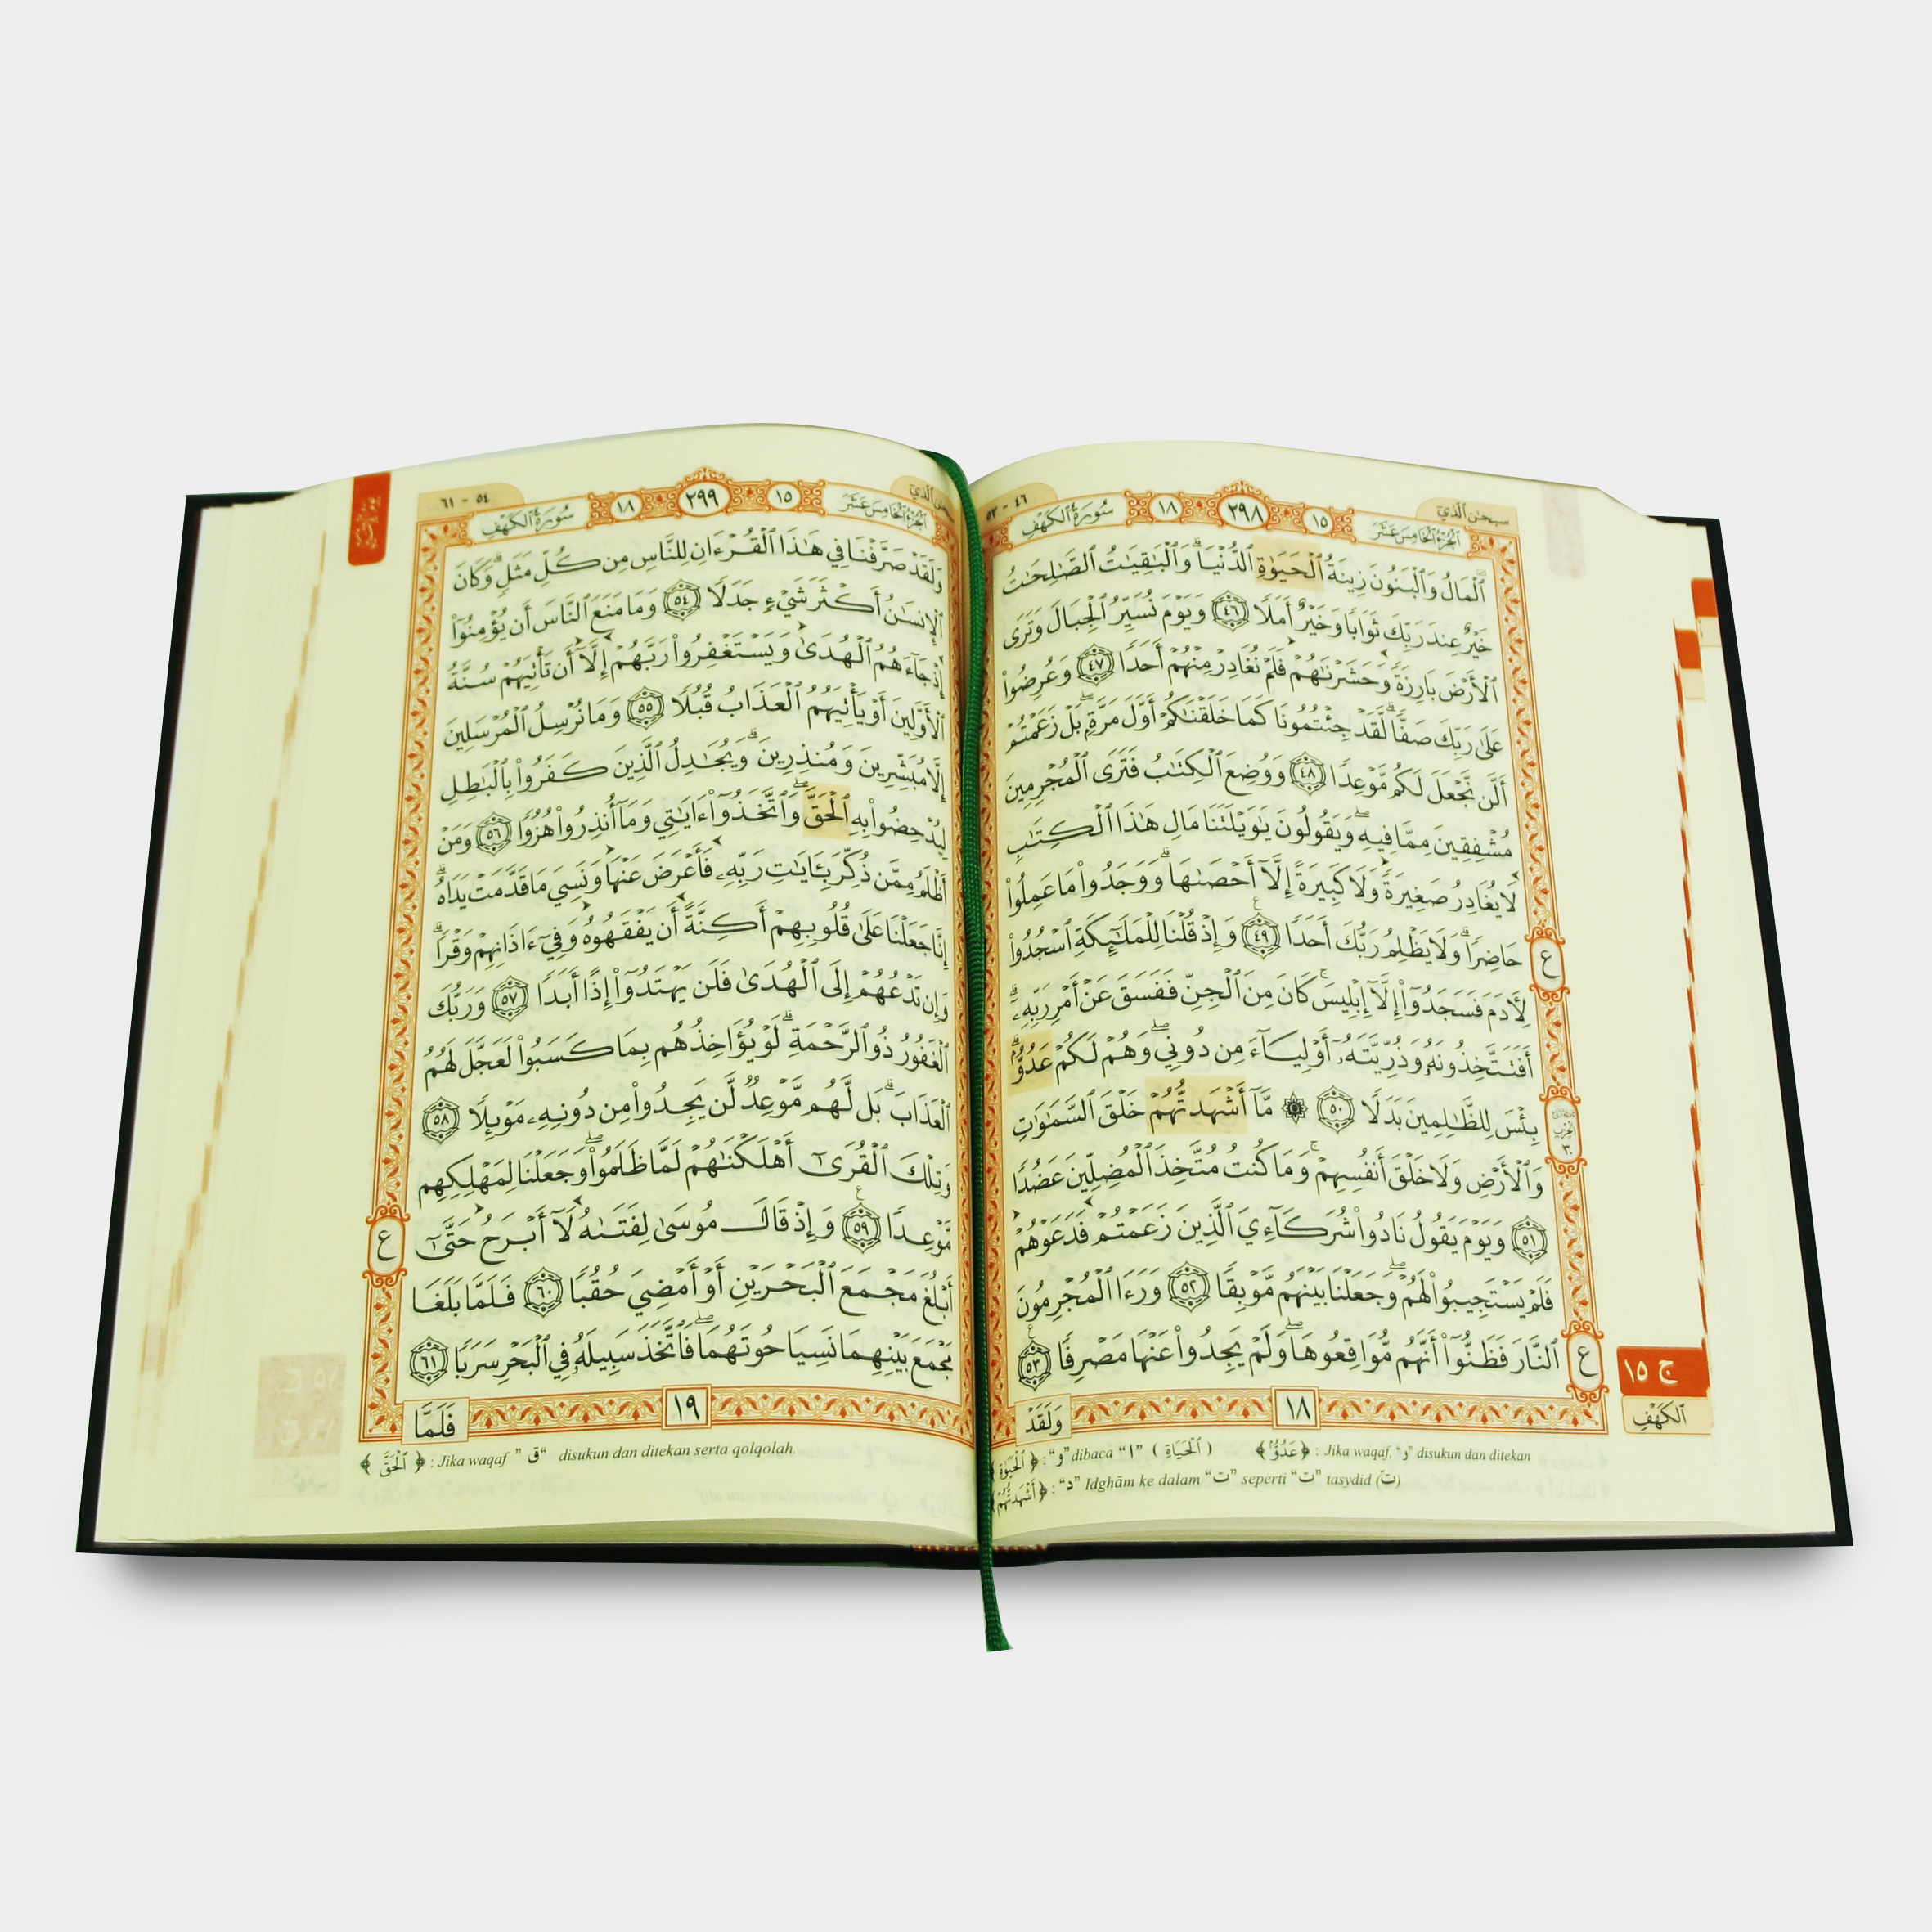 سبحن الذي
٤٦ - ٥٣
الجزء الخامس عشر
١٥
٢٩٨
١٨
سورة الكهف
ٱلۡمَالُ وَٱلۡبَنُونَ زِينَةُ ٱلۡحَيَوٰةِ ٱلدُّنۡيَاۖ وَٱلۡبَٰقِيَٰتُ ٱلصَّٰلِحَٰتُ
خَيۡرٌ عِندَ رَبِّكَ ثَوَابٗا وَخَيۡرٌ أَمَلٗا ٤٦ وَيَوۡمَ نُسَيِّرُ ٱلۡجِبَالَ وَتَرَى
ٱلۡأَرۡضَ بَارِزَةٗ وَحَشَرۡنَٰهُمۡ فَلَمۡ نُغَادِرۡ مِنۡهُمۡ أَحَدٗا ٤٧ وَعُرِضُواْ
عَلَىٰ رَبِّكَ صَفّٗا لَّقَدۡ جِئۡتُمُونَا كَمَا خَلَقۡنَٰكُمۡ أَوَّلَ مَرَّةِۭۚ بَلۡ زَعَمۡتُمۡ
أَلَّن نَّجۡعَلَ لَكُم مَّوۡعِدٗا ٤٨ وَوُضِعَ ٱلۡكِتَٰبُ فَتَرَى ٱلۡمُجۡرِمِينَ
مُشۡفِقِينَ مِمَّا فِيهِ وَيَقُولُونَ يَٰوَيۡلَتَنَا مَالِ هَٰذَا ٱلۡكِتَٰبِ
لَا يُغَادِرُ صَغِيرَةٗ وَلَا كَبِيرَةً إِلَّآ أَحۡصَىٰهَاۚ وَوَجَدُواْ مَا عَمِلُواْ
حَاضِرٗاۗ وَلَا يَظۡلِمُ رَبُّكَ أَحَدٗا ٤٩ وَإِذۡ قُلۡنَا لِلۡمَلَٰٓئِكَةِ ٱسۡجُدُواْ
لِأٓدَمَ فَسَجَدُوٓاْ إِلَّآ إِبۡلِيسَ كَانَ مِنَ ٱلۡجِنِّ فَفَسَقَ عَنۡ أَمۡرِ رَبِّهِۦٓۗ
أَفَتَتَّخِذُونَهُۥ وَذُرِّيَّتَهُۥٓ أَوۡلِيَآءَ مِن دُونِي وَهُمۡ لَكُمۡ عَدُوُّۢۚ
بِئۡسَ لِلظَّٰلِمِينَ بَدَلٗا ٥٠ ۞ مَّآ أَشۡهَدتُّهُمۡ خَلۡقَ ٱلسَّمَٰوَٰتِ
وَٱلۡأَرۡضِ وَلَا خَلۡقَ أَنفُسِهِمۡ وَمَا كُنتُ مُتَّخِذَ ٱلۡمُضِلِّينَ عَضُدٗا
٥١ وَيَوۡمَ يَقُولُ نَادُواْ شُرَكَآءِيَ ٱلَّذِينَ زَعَمۡتُمۡ فَدَعَوۡهُمۡ
فَلَمۡ يَسۡتَجِيبُواْ لَهُمۡ وَجَعَلۡنَا بَيۡنَهُم مَّوۡبِقٗا ٥٢ وَرَءَا ٱلۡمُجۡرِمُونَ
ٱلنَّارَ فَظَنُّوٓاْ أَنَّهُم مُّوَاقِعُوهَا وَلَمۡ يَجِدُواْ عَنۡهَا مَصۡرِفٗا ٥٣
ع
الحزب
٣٠
ع
ج ١٥
الكهف
١٨
وَلَقَدۡ
﴿ ٱلۡحَيَوٰةِ ﴾ : “و” dibaca “ا” ( ٱلۡحَيَاةِ ) ﴿عَدُوُّۢ﴾ : Jika waqaf, “و” disukun dan ditekan
﴿أَشۡهَدتُّهُمۡ﴾ : “د” Idghām ke dalam “ت” seperti “ت” tasydid (تّ)
٥٤ - ٦١
الجزء الخامس عشر
١٥
٢٩٩
١٨
سورة الكهف
وَلَقَدۡ صَرَّفۡنَا فِي هَٰذَا ٱلۡقُرۡءَانِ لِلنَّاسِ مِن كُلِّ مَثَلٖۚ وَكَانَ
ٱلۡإِنسَٰنُ أَكۡثَرَ شَيۡءٖ جَدَلٗا ٥٤ وَمَا مَنَعَ ٱلنَّاسَ أَن يُؤۡمِنُوٓاْ
إِذۡ جَآءَهُمُ ٱلۡهُدَىٰ وَيَسۡتَغۡفِرُواْ رَبَّهُمۡ إِلَّآ أَن تَأۡتِيَهُمۡ سُنَّةُ
ٱلۡأَوَّلِينَ أَوۡ يَأۡتِيَهُمُ ٱلۡعَذَابُ قُبُلٗا ٥٥ وَمَا نُرۡسِلُ ٱلۡمُرۡسَلِينَ
إِلَّا مُبَشِّرِينَ وَمُنذِرِينَۚ وَيُجَٰدِلُ ٱلَّذِينَ كَفَرُواْ بِٱلۡبَٰطِلِ
لِيُدۡحِضُواْ بِهِ ٱلۡحَقَّ وَٱتَّخَذُوٓاْ ءَايَٰتِي وَمَآ أُنذِرُواْ هُزُوٗا ٥٦ وَمَنۡ
أَظۡلَمُ مِمَّن ذُكِّرَ بِـَٔايَٰتِ رَبِّهِۦ فَأَعۡرَضَ عَنۡهَا وَنَسِيَ مَا قَدَّمَتۡ يَدَاهُۚ
إِنَّا جَعَلۡنَا عَلَىٰ قُلُوبِهِمۡ أَكِنَّةً أَن يَفۡقَهُوهُ وَفِيٓ ءَاذَانِهِمۡ وَقۡرٗاۖ
وَإِن تَدۡعُهُمۡ إِلَى ٱلۡهُدَىٰ فَلَن يَهۡتَدُوٓاْ إِذًا أَبَدٗا ٥٧ وَرَبُّكَ
ٱلۡغَفُورُ ذُو ٱلرَّحۡمَةِۖ لَوۡ يُؤَاخِذُهُم بِمَا كَسَبُواْ لَعَجَّلَ لَهُمُ
ٱلۡعَذَابَۚ بَل لَّهُم مَّوۡعِدٞ لَّن يَجِدُواْ مِن دُونِهِۦ مَوۡئِلٗا ٥٨
وَتِلۡكَ ٱلۡقُرَىٰٓ أَهۡلَكۡنَٰهُمۡ لَمَّا ظَلَمُواْ وَجَعَلۡنَا لِمَهۡلِكِهِم
مَّوۡعِدٗا ٥٩ وَإِذۡ قَالَ مُوسَىٰ لِفَتَىٰهُ لَآ أَبۡرَحُ حَتَّىٰٓ
أَبۡلُغَ مَجۡمَعَ ٱلۡبَحۡرَيۡنِ أَوۡ أَمۡضِيَ حُقُبٗا ٦٠ فَلَمَّا بَلَغَا
مَجۡمَعَ بَيۡنِهِمَا نَسِيَا حُوتَهُمَا فَٱتَّخَذَ سَبِيلَهُۥ فِي ٱلۡبَحۡرِ سَرَبٗا ٦١
ع
١٩
فَلَمَّا
﴿ ٱلۡحَقَّ ﴾ : Jika waqaf “ق” disukun dan ditekan serta qolqolah.